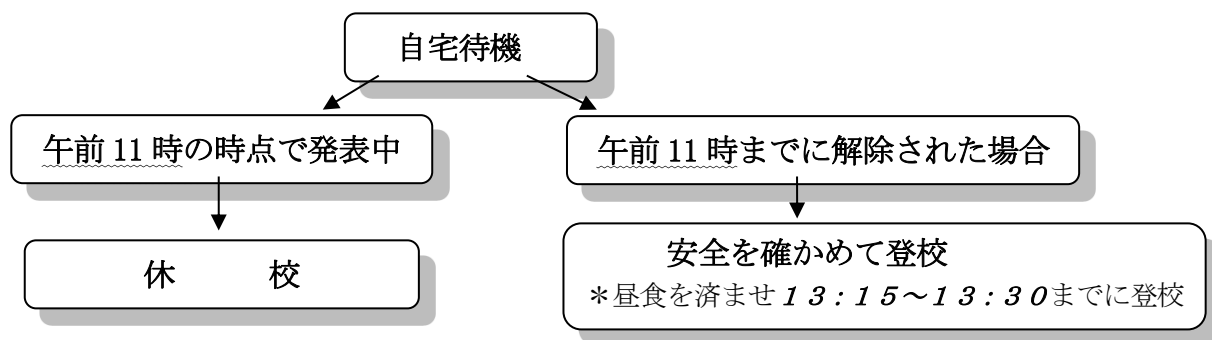 自宅待機
午前11時の時点で発表中
午前11時までに解除された場合
休　　校
安全を確かめて登校
＊昼食を済ませ１３：１５～１３：３０までに登校